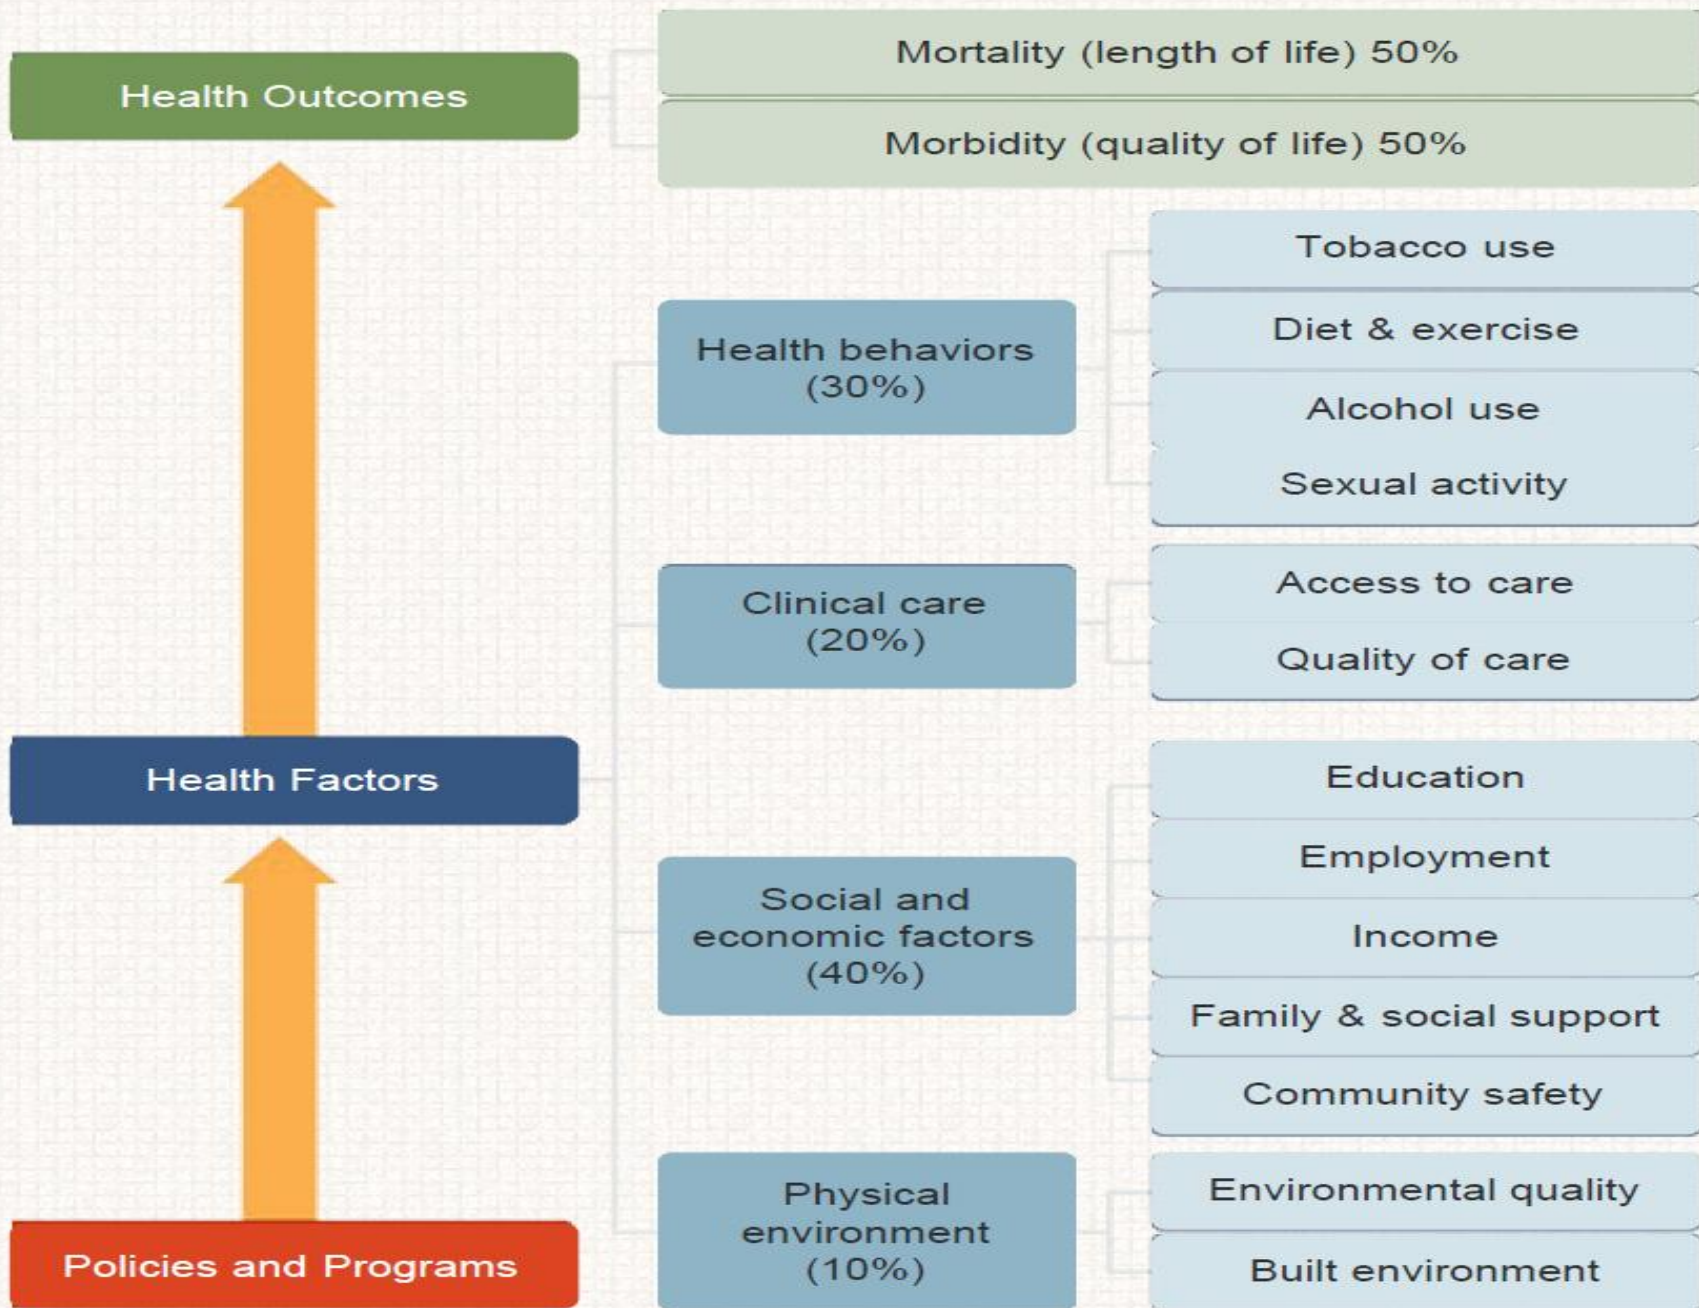 Health Outcomes
Mortality (length of life) 50%
Morbidity (quality of life) 50%
Health Factors
Health behaviors
(30%)
Tobacco use
Diet & exercise
Alcohol use
Sexual activity
Clinical care
(20%)
Access to care
Quality of care
Social and
economic factors
(40%)
Education
Employment
Income
Family & social support
Community safety
Physical
environment
(10%)
Environmental quality
Built environment
Policies and Programs